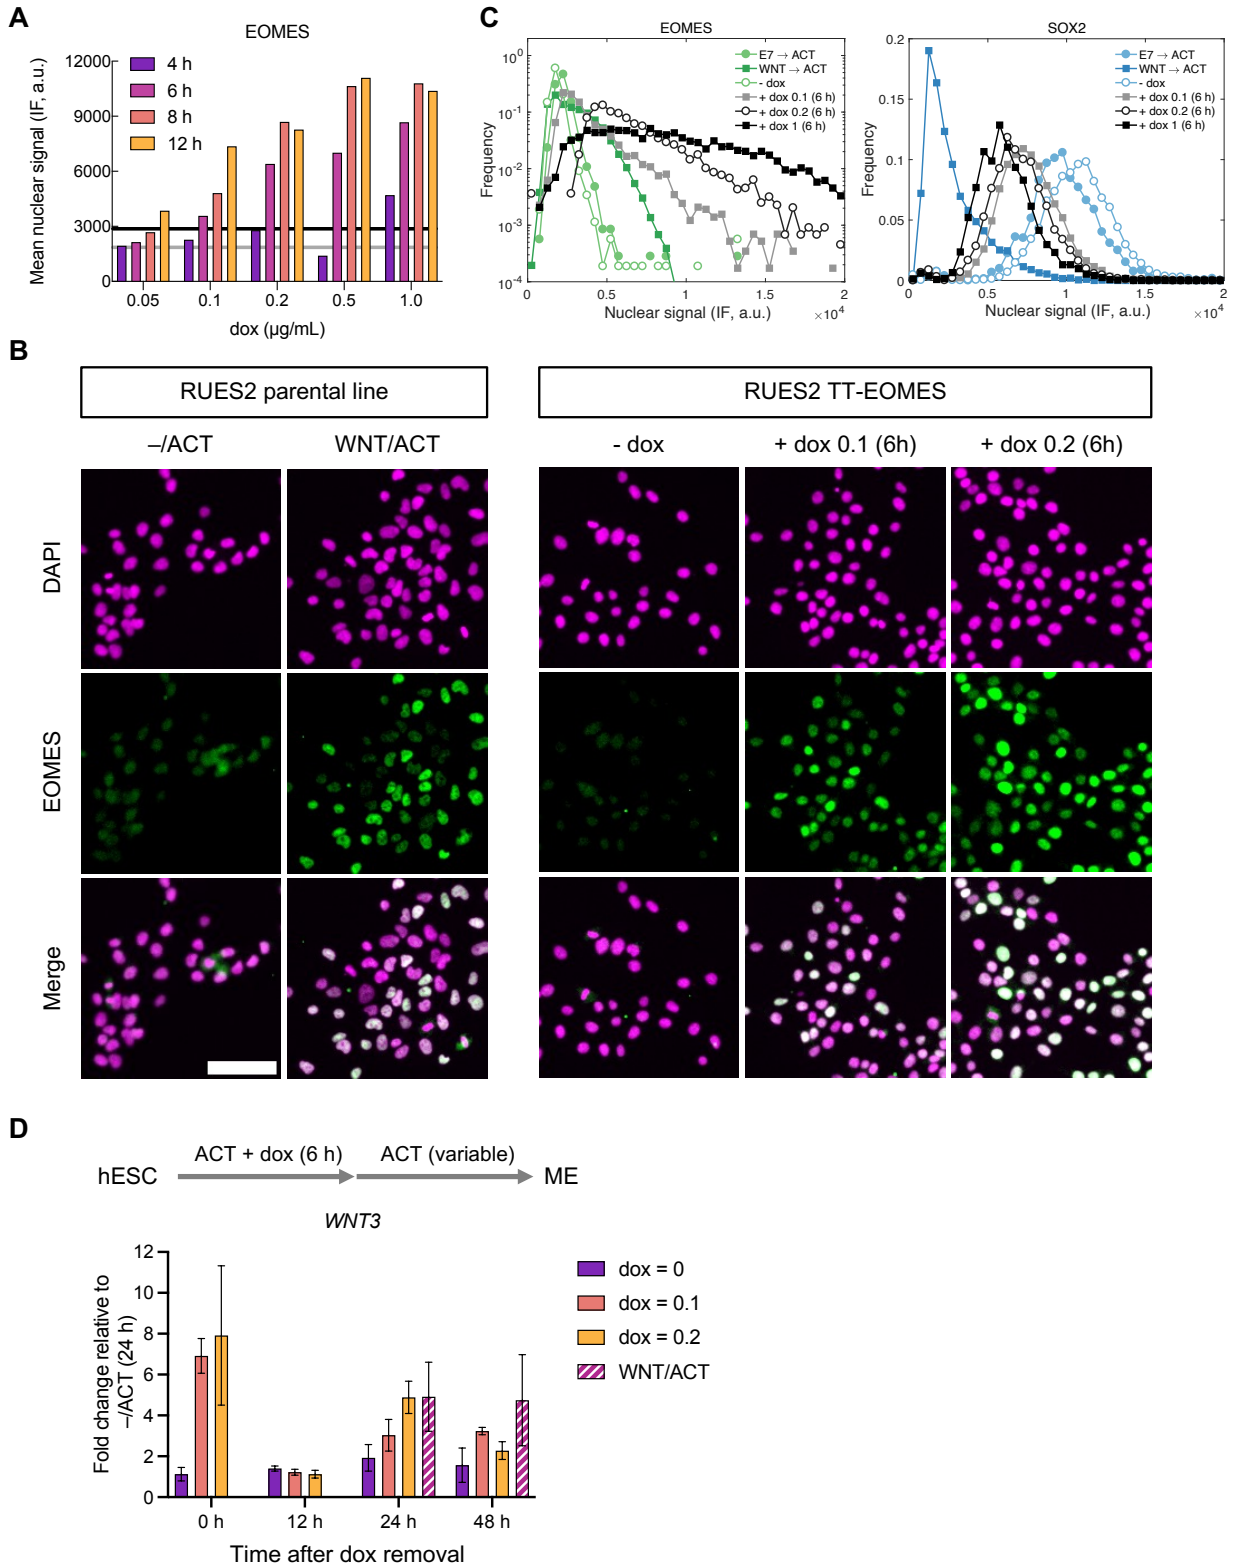 A
EOMES
Mean nuclear signal (IF, a.u.)
12000
9000
6000
3000
0
4 h
6 h
8 h
12 h
0.05
0.1
0.2
0.5
1.0
dox (µg/mL)
C
EOMES
Frequency
10⁰
10⁻¹
10⁻²
10⁻³
10⁻⁴
E7 → ACT
WNT → ACT
- dox
+ dox 0.1 (6h)
+ dox 0.2 (6 h)
+ dox 1 (6 h)
0
0.5
1
1.5
2
Nuclear signal (IF, a.u.)
×10⁴
SOX2
Frequency
0.2
0.15
0.1
0.05
0
E7 → ACT
WNT → ACT
- dox
+ dox 0.1 (6 h)
+ dox 0.2 (6 h)
+ dox 1 (6 h)
0
0.5
1
1.5
2
Nuclear signal (IF, a.u.)
×10⁴
B
RUES2 parental line
RUES2 TT-EOMES
–/ACT
WNT/ACT
- dox
+ dox 0.1 (6h)
+ dox 0.2 (6h)
DAPI
EOMES
Merge
D
hESC
ACT + dox (6 h)
ACT (variable)
ME
WNT3
Fold change relative to
–/ACT (24 h)
12
10
8
6
4
2
0
0 h
12 h
24 h
48 h
Time after dox removal
dox = 0
dox = 0.1
dox = 0.2
WNT/ACT